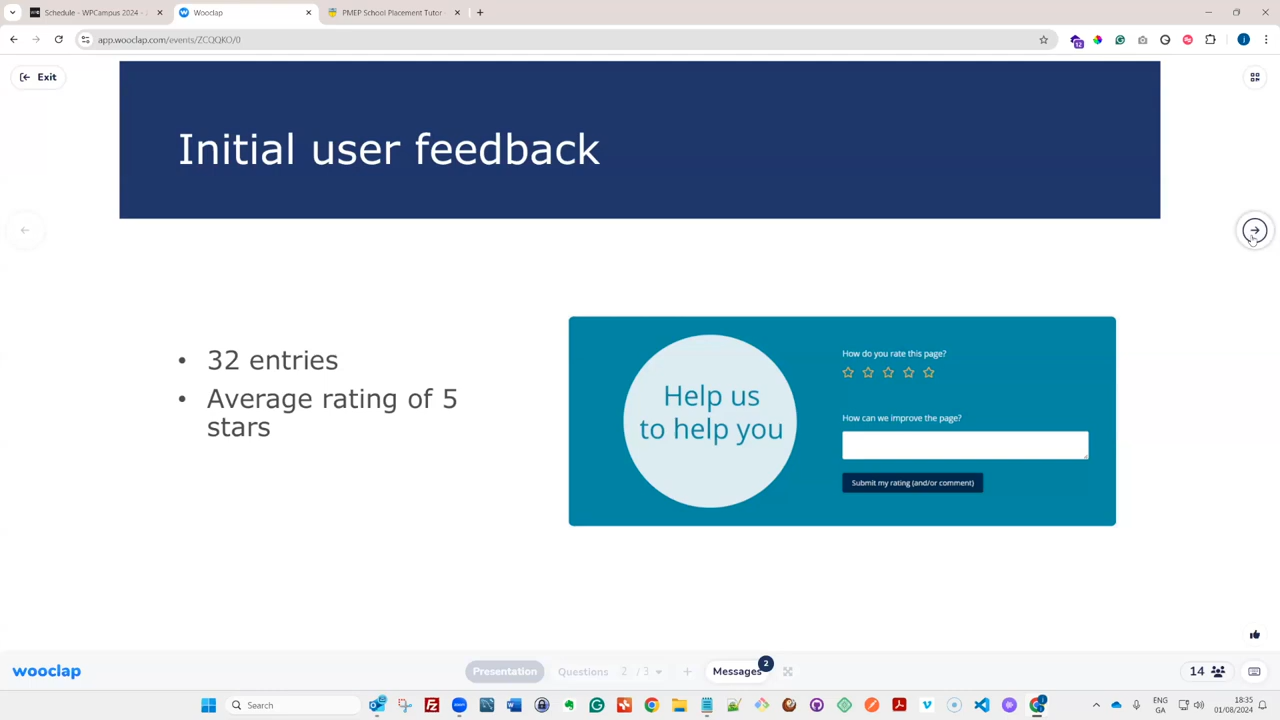 Schedule - WPCampus 2024 -
Wooclap
PMEP School Placement Tutor
app.wooclap.com/events/ZCQQKO/0
12
i
Exit
Initial user feedback
• 32 entries
• Average rating of 5
stars
Help us
to help you
How do you rate this page?
How can we improve the page?
Submit my rating (and/or comment)
wooclap
Presentation
Questions 2 / 3
Messages
2
14
Search
ENG
GA
18:35
01/08/2024